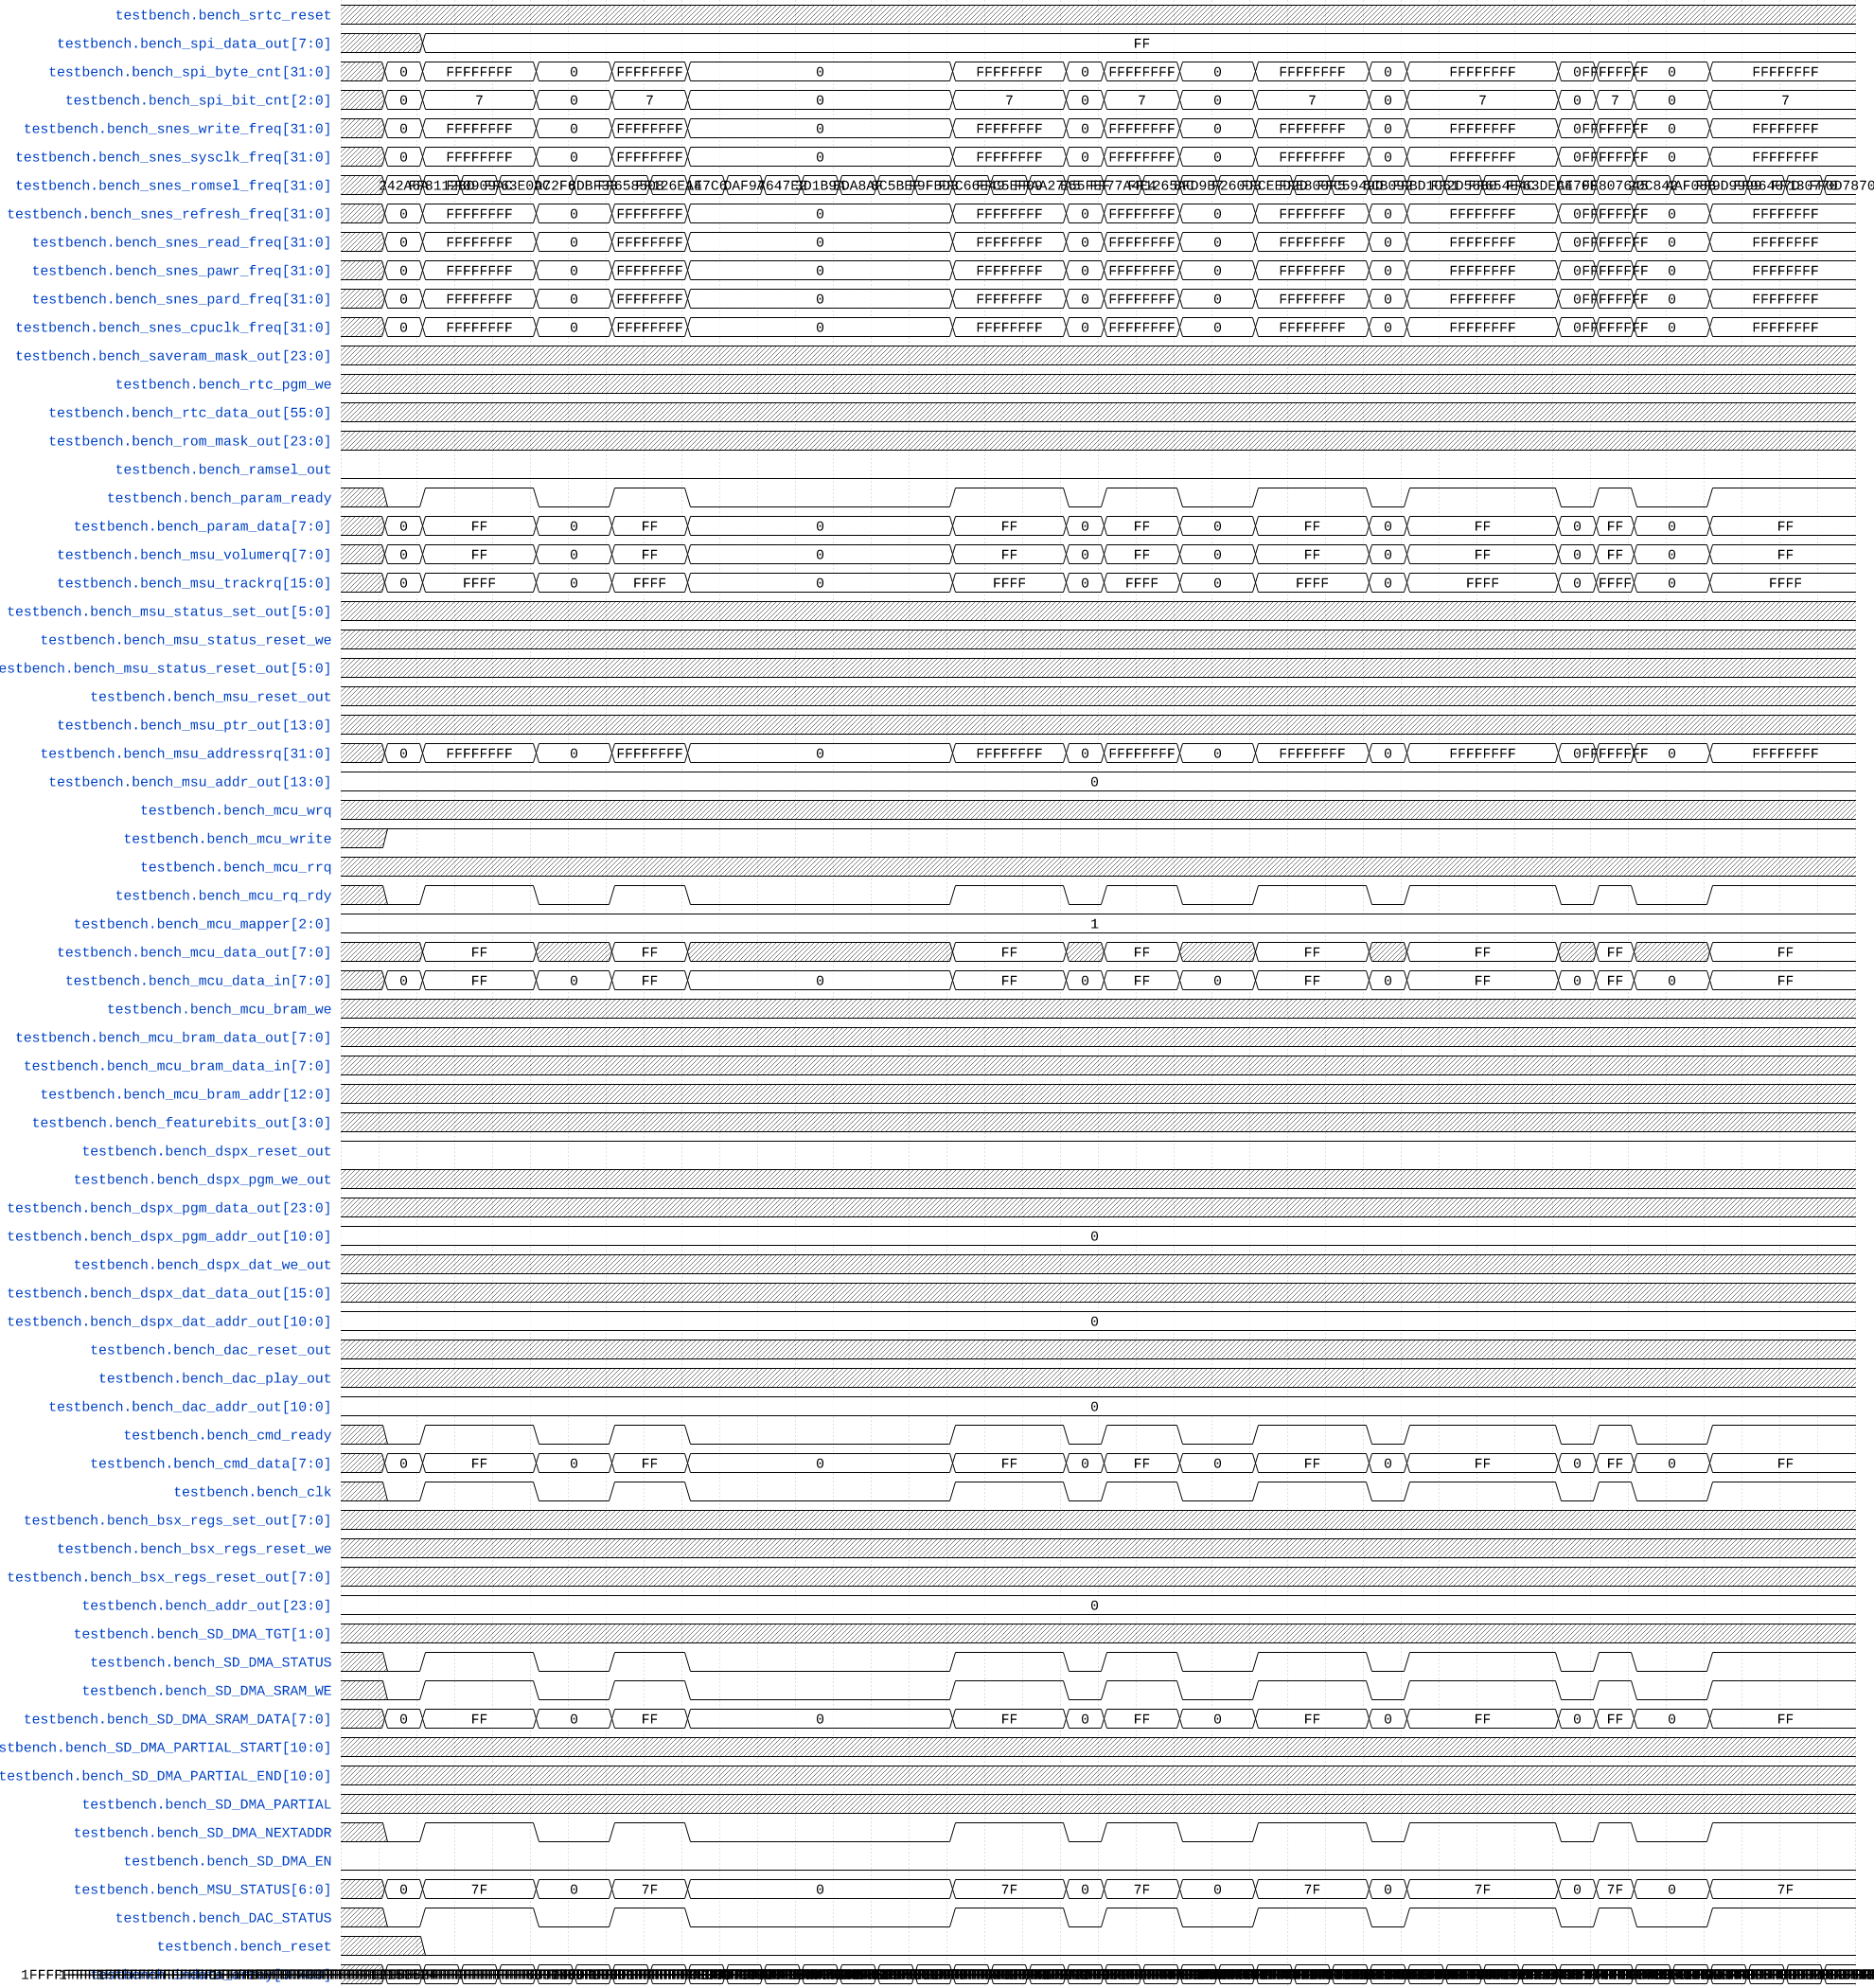 testbench.bench_srtc_reset
testbench.bench_spi_data_out[7:0] FF
testbench.bench_spi_byte_cnt[31:0] 0 FFFFFFFF 0 FFFFFFFF 0 FFFFFFFF 0 FFFFFFFF 0 FFFFFFFF 0 FFFFFFFF 0 FFFFFFFF 0 FFFFFFFF
testbench.bench_spi_bit_cnt[2:0] 0 7 0 7 0 7 0 7 0 7 0 7 0 7 0 7
testbench.bench_snes_write_freq[31:0] 0 FFFFFFFF 0 FFFFFFFF 0 FFFFFFFF 0 FFFFFFFF 0 FFFFFFFF 0 FFFFFFFF 0 FFFFFFFF 0 FFFFFFFF
testbench.bench_snes_sysclk_freq[31:0] 0 FFFFFFFF 0 FFFFFFFF 0 FFFFFFFF 0 FFFFFFFF 0 FFFFFFFF 0 FFFFFFFF 0 FFFFFFFF 0 FFFFFFFF
testbench.bench_snes_romsel_freq[31:0]
testbench.bench_snes_refresh_freq[31:0] 0 FFFFFFFF 0 FFFFFFFF 0 FFFFFFFF 0 FFFFFFFF 0 FFFFFFFF 0 FFFFFFFF 0 FFFFFFFF 0 FFFFFFFF
testbench.bench_snes_read_freq[31:0] 0 FFFFFFFF 0 FFFFFFFF 0 FFFFFFFF 0 FFFFFFFF 0 FFFFFFFF 0 FFFFFFFF 0 FFFFFFFF 0 FFFFFFFF
testbench.bench_snes_pawr_freq[31:0] 0 FFFFFFFF 0 FFFFFFFF 0 FFFFFFFF 0 FFFFFFFF 0 FFFFFFFF 0 FFFFFFFF 0 FFFFFFFF 0 FFFFFFFF
testbench.bench_snes_pard_freq[31:0] 0 FFFFFFFF 0 FFFFFFFF 0 FFFFFFFF 0 FFFFFFFF 0 FFFFFFFF 0 FFFFFFFF 0 FFFFFFFF 0 FFFFFFFF
testbench.bench_snes_cpuclk_freq[31:0] 0 FFFFFFFF 0 FFFFFFFF 0 FFFFFFFF 0 FFFFFFFF 0 FFFFFFFF 0 FFFFFFFF 0 FFFFFFFF 0 FFFFFFFF
testbench.bench_saveram_mask_out[23:0]
testbench.bench_rtc_pgm_we
testbench.bench_rtc_data_out[55:0]
testbench.bench_rom_mask_out[23:0]
testbench.bench_ramsel_out
testbench.bench_param_ready
testbench.bench_param_data[7:0] 0 FF 0 FF 0 FF 0 FF 0 FF 0 FF 0 FF 0 FF
testbench.bench_msu_volumerq[7:0] 0 FF 0 FF 0 FF 0 FF 0 FF 0 FF 0 FF 0 FF
testbench.bench_msu_trackrq[15:0] 0 FFFF 0 FFFF 0 FFFF 0 FFFF 0 FFFF 0 FFFF 0 FFFF 0 FFFF
testbench.bench_msu_status_set_out[5:0]
testbench.bench_msu_status_reset_we
estbench.bench_msu_status_reset_out[5:0]
testbench.bench_msu_reset_out
testbench.bench_msu_ptr_out[13:0]
testbench.bench_msu_addressrq[31:0] 0 FFFFFFFF 0 FFFFFFFF 0 FFFFFFFF 0 FFFFFFFF 0 FFFFFFFF 0 FFFFFFFF 0 FFFFFFFF 0 FFFFFFFF
testbench.bench_msu_addr_out[13:0] 0
testbench.bench_mcu_wrq
testbench.bench_mcu_write
testbench.bench_mcu_rrq
testbench.bench_mcu_rq_rdy
testbench.bench_mcu_mapper[2:0] 1
testbench.bench_mcu_data_out[7:0] FF FF FF FF FF FF FF FF
testbench.bench_mcu_data_in[7:0] 0 FF 0 FF 0 FF 0 FF 0 FF 0 FF 0 FF 0 FF
testbench.bench_mcu_bram_we
testbench.bench_mcu_bram_data_out[7:0]
testbench.bench_mcu_bram_data_in[7:0]
testbench.bench_mcu_bram_addr[12:0]
testbench.bench_featurebits_out[3:0]
testbench.bench_dspx_reset_out
testbench.bench_dspx_pgm_we_out
testbench.bench_dspx_pgm_data_out[23:0]
testbench.bench_dspx_pgm_addr_out[10:0] 0
testbench.bench_dspx_dat_we_out
testbench.bench_dspx_dat_data_out[15:0]
testbench.bench_dspx_dat_addr_out[10:0] 0
testbench.bench_dac_reset_out
testbench.bench_dac_play_out
testbench.bench_dac_addr_out[10:0] 0
testbench.bench_cmd_ready
testbench.bench_cmd_data[7:0] 0 FF 0 FF 0 FF 0 FF 0 FF 0 FF 0 FF 0 FF
testbench.bench_clk
testbench.bench_bsx_regs_set_out[7:0]
testbench.bench_bsx_regs_reset_we
testbench.bench_bsx_regs_reset_out[7:0]
testbench.bench_addr_out[23:0] 0
testbench.bench_SD_DMA_TGT[1:0]
testbench.bench_SD_DMA_STATUS
testbench.bench_SD_DMA_SRAM_WE
testbench.bench_SD_DMA_SRAM_DATA[7:0] 0 FF 0 FF 0 FF 0 FF 0 FF 0 FF 0 FF 0 FF
stbench.bench_SD_DMA_PARTIAL_START[10:0]
testbench.bench_SD_DMA_PARTIAL_END[10:0]
testbench.bench_SD_DMA_PARTIAL
testbench.bench_SD_DMA_NEXTADDR
testbench.bench_SD_DMA_EN
testbench.bench_MSU_STATUS[6:0] 0 7F 0 7F 0 7F 0 7F 0 7F 0 7F 0 7F 0 7F
testbench.bench_DAC_STATUS
testbench.bench_reset